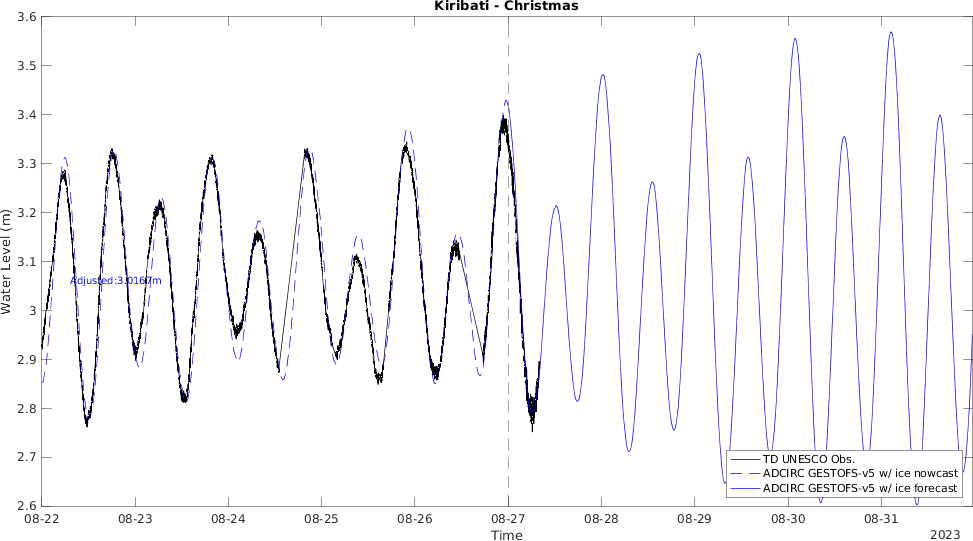 Kiribati - Christmas
Water Level (m)
3.6
3.5
3.4
3.3
3.2
3.1
3
2.9
2.8
2.7
2.6
Adjusted:3.0167m
TD UNESCO Obs.
ADCIRC GESTOFS-v5 w/ ice nowcast
ADCIRC GESTOFS-v5 w/ ice forecast
08-22 08-23 08-24 08-25 08-26 08-27 08-28 08-29 08-30 08-31
Time
2023